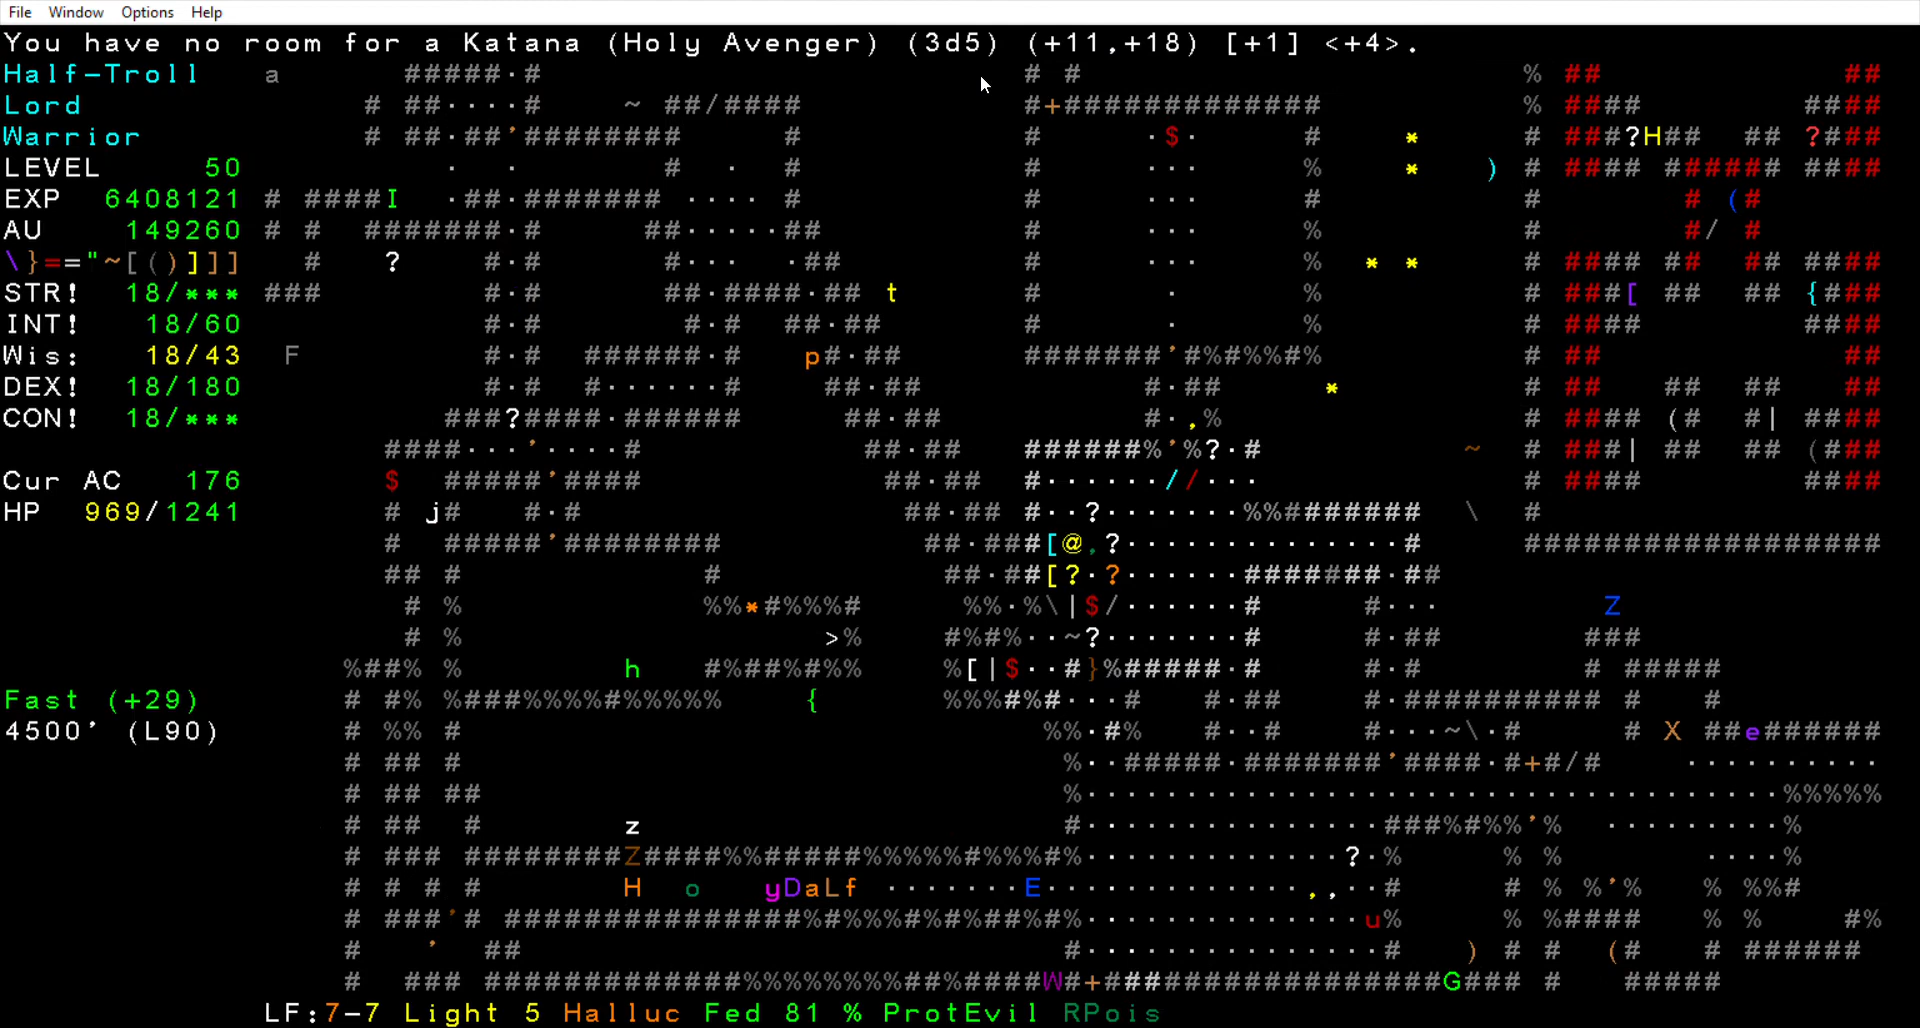 File Window Options Help
You have no room for a Katana (Holy Avenger) (3d5) (+11,+18) [+1] <+4>.
Half-Troll
Lord
Warrior
LEVEL 50
EXP 6408121
AU 149260
\}=="~[()]]]
STR! 18/***
INT! 18/60
Wis: 18/43
DEX! 18/180
CON! 18/***
Cur AC 176
HP 969/1241
Fast (+29)
4500' (L90)
LF:7-7 Light 5 Halluc Fed 81 % ProtEvil RPois